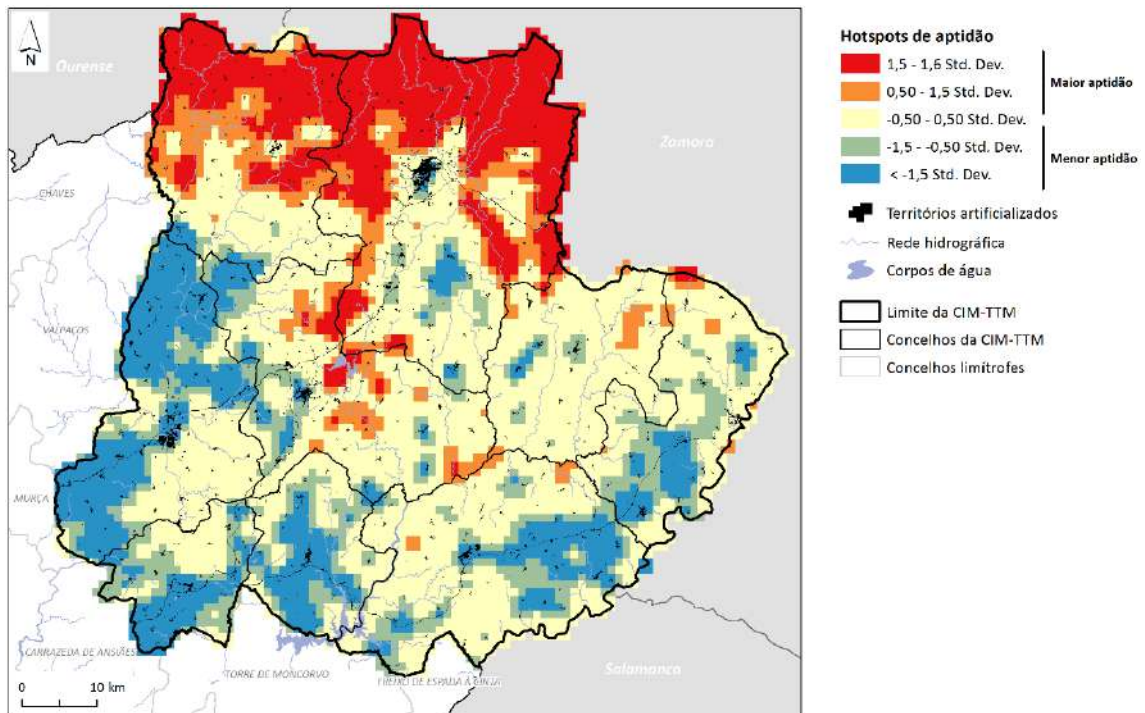 N
Ourense
Zamora
CHAVES
VALPAÇOS
MURÇA
CARRAZEDA DE ANSIÃES
TORRE DE MONCORVO
FREIXO DE ESPADA À CINTA
Salamanca
0 10 km
Hotspots de aptidão
1,5 - 1,6 Std. Dev.
0,50 - 1,5 Std. Dev.
Maior aptidão
-0,50 - 0,50 Std. Dev.
-1,5 - -0,50 Std. Dev.
Menor aptidão
< -1,5 Std. Dev.
Territórios artificializados
Rede hidrográfica
Corpos de água
Limite da CIM-TTM
Concelhos da CIM-TTM
Concelhos limítrofes